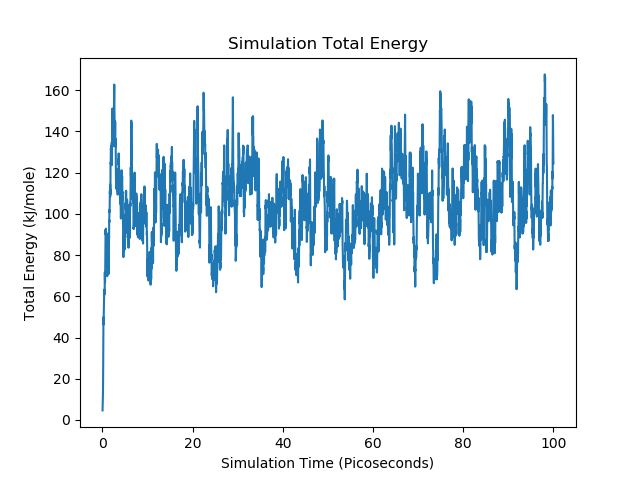 Simulation Total Energy
Total Energy (kJ/mole)
160
140
120
100
80
60
40
20
0
0 20 40 60 80 100
Simulation Time (Picoseconds)